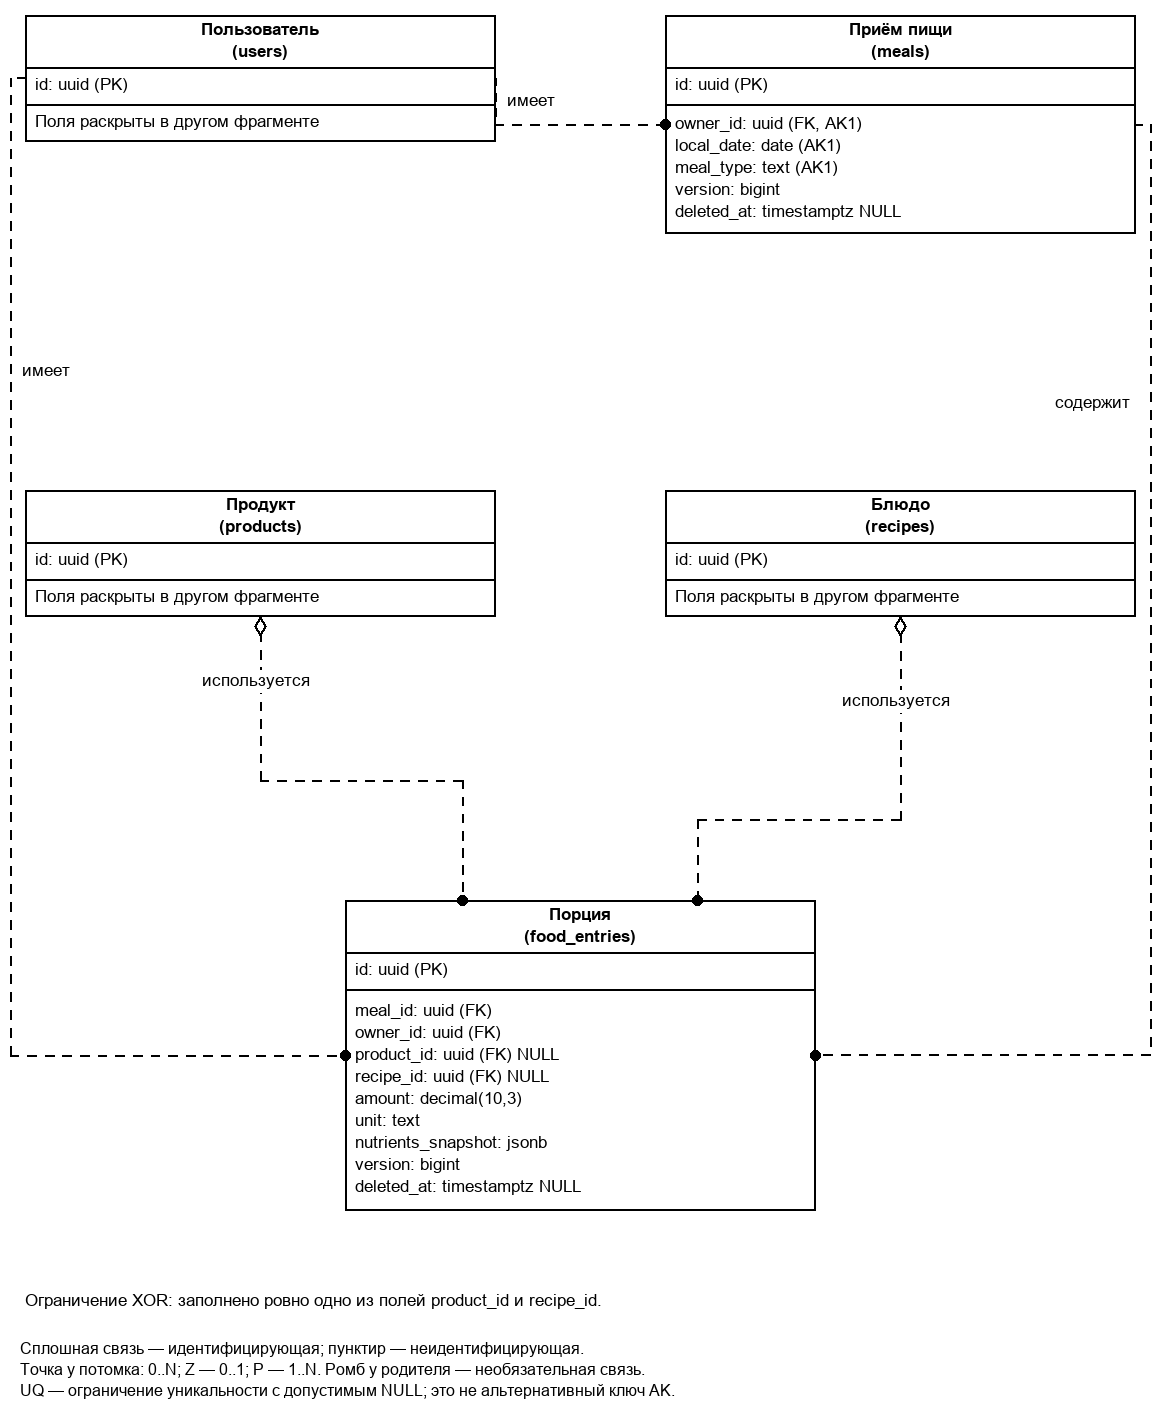 Пользователь
(users)
id: uuid (PK)
Поля раскрыты в другом фрагменте
имеет
Приём пищи
(meals)
id: uuid (PK)
owner_id: uuid (FK, AK1)
local_date: date (AK1)
meal_type: text (AK1)
version: bigint
deleted_at: timestamptz NULL
имеет
содержит
Продукт
(products)
id: uuid (PK)
Поля раскрыты в другом фрагменте
Блюдо
(recipes)
id: uuid (PK)
Поля раскрыты в другом фрагменте
используется
используется
Порция
(food_entries)
id: uuid (PK)
meal_id: uuid (FK)
owner_id: uuid (FK)
product_id: uuid (FK) NULL
recipe_id: uuid (FK) NULL
amount: decimal(10,3)
unit: text
nutrients_snapshot: jsonb
version: bigint
deleted_at: timestamptz NULL
Ограничение XOR: заполнено ровно одно из полей product_id и recipe_id.
Сплошная связь — идентифицирующая; пунктир — неидентифицирующая.
Точка у потомка: 0..N; Z — 0..1; P — 1..N. Ромб у родителя — необязательная связь.
UQ — ограничение уникальности с допустимым NULL; это не альтернативный ключ AK.